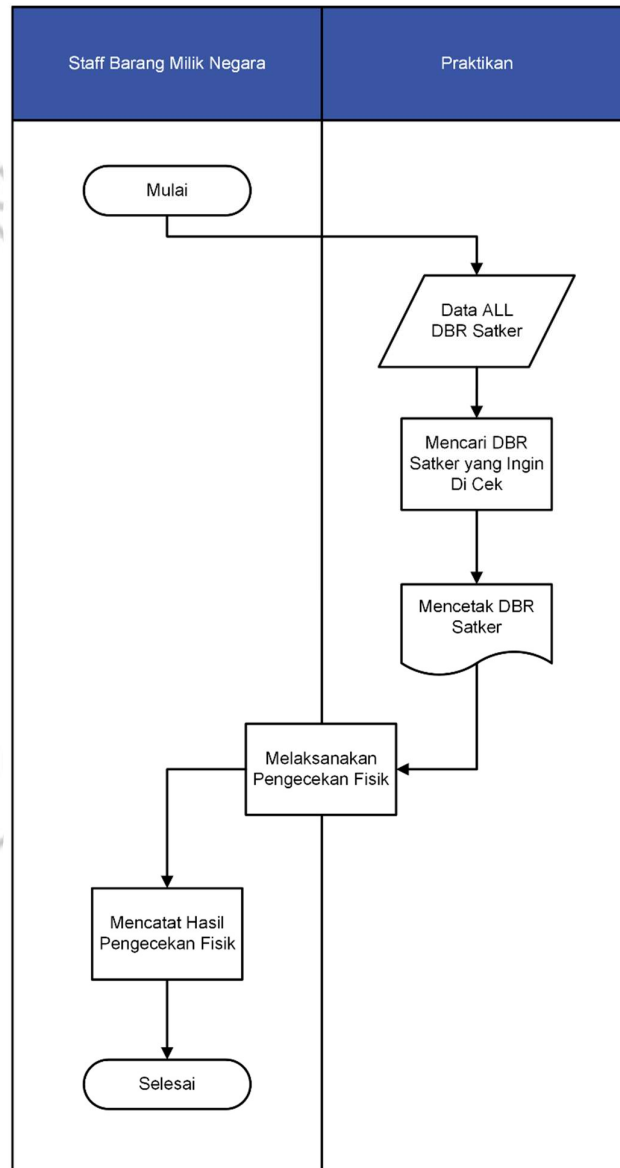 Staff Barang Milik Negara
Praktikan
Mulai
Data ALL
DBR Satker
Mencari DBR
Satker yang Ingin
Di Cek
Mencetak DBR
Satker
Melaksanakan
Pengecekan Fisik
Mencatat Hasil
Pengecekan Fisik
Selesai